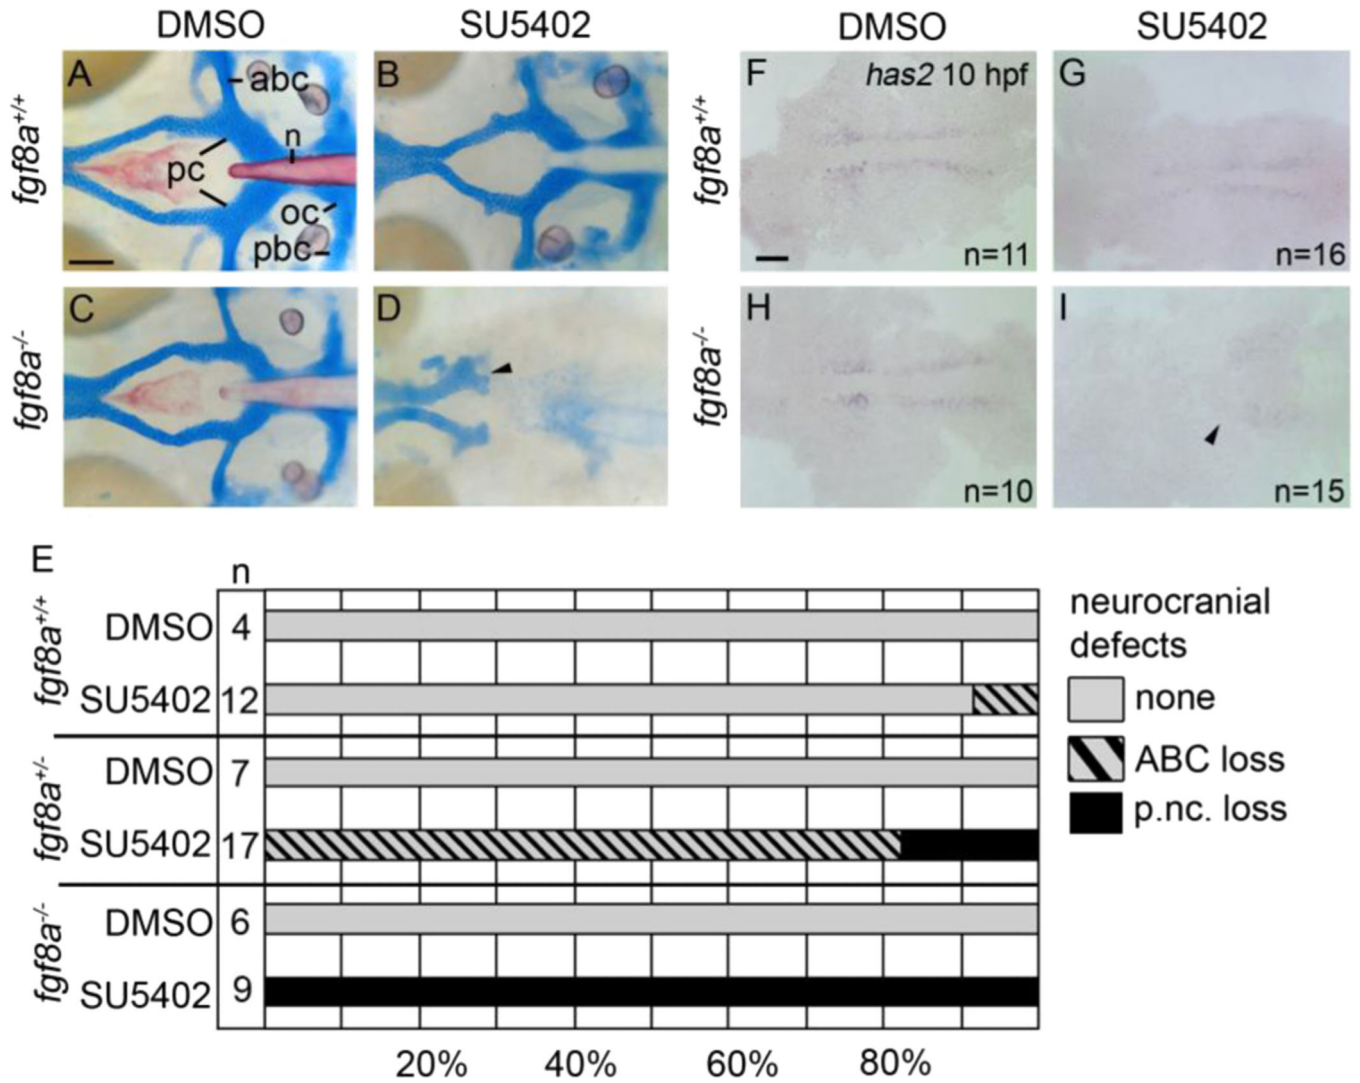 DMSO SU5402 DMSO SU5402
fgf8a+/+
A abc n pc oc pbc
B
fgf8a+/+
F has2 10 hpf n=11
G n=16
fgf8a-/-
C
D
fgf8a-/-
H n=10
I n=15
E
n
fgf8a+/+
DMSO 4
SU5402 12
fgf8a+/-
DMSO 7
SU5402 17
fgf8a-/-
DMSO 6
SU5402 9
20% 40% 60% 80%
neurocranial
defects
none
ABC loss
p.nc. loss